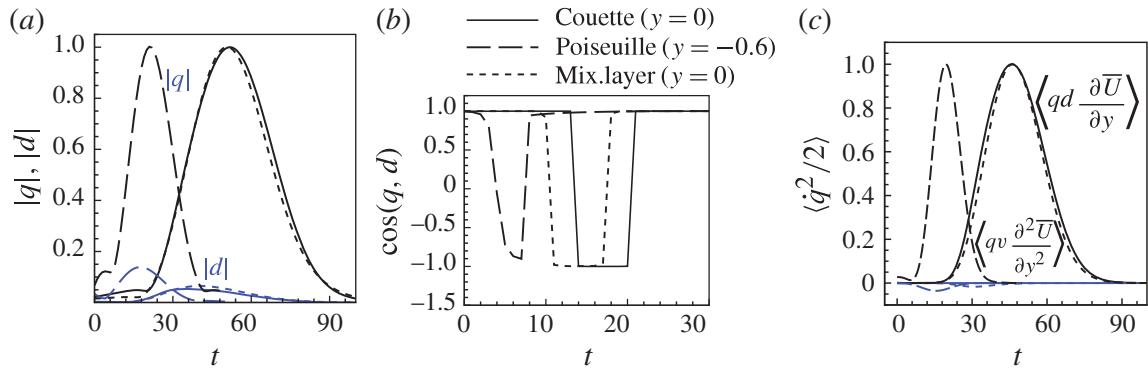 (a)
1.0
0.8
0.6
0.4
0.2
|q|, |d|
|q|
|d|
0
30
60
90
t
(b)
Couette (y = 0)
Poiseuille (y = −0.6)
Mix.layer (y = 0)
1.0
0.5
0
−0.5
−1.0
−1.5
cos(q, d)
0
10
20
30
t
(c)
1.0
0.8
0.6
0.4
0.2
0
⟨q̇²/2⟩
⟨qd ∂U̅/∂y⟩
⟨qv ∂²U̅/∂y²⟩
0
30
60
90
t